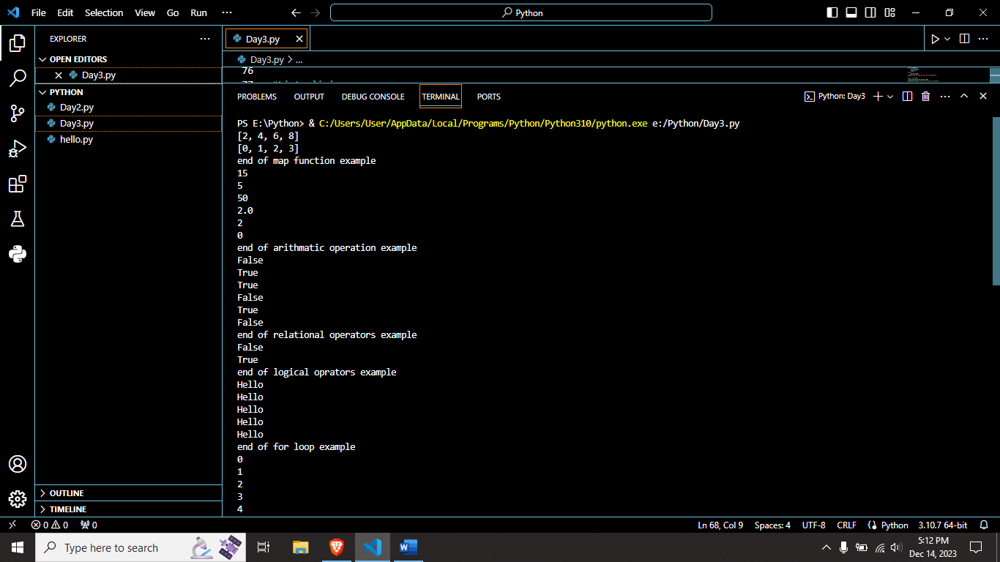 File Edit Selection View Go Run ···
Python
EXPLORER ···
OPEN EDITORS
Day3.py
PYTHON
Day2.py
Day3.py
hello.py
OUTLINE
TIMELINE
Day3.py
Day3.py > ...
76
PROBLEMS OUTPUT DEBUG CONSOLE TERMINAL PORTS
Python: Day3
PS E:\Python> & C:/Users/User/AppData/Local/Programs/Python/Python310/python.exe e:/Python/Day3.py
[2, 4, 6, 8]
[0, 1, 2, 3]
end of map function example
15
5
50
2.0
2
0
end of arithmatic operation example
False
True
True
False
True
False
end of relational operators example
False
True
end of logical oprators example
Hello
Hello
Hello
Hello
Hello
end of for loop example
0
1
2
3
4
0 0 0
Ln 68, Col 9 Spaces: 4 UTF-8 CRLF Python 3.10.7 64-bit
Type here to search
5:12 PM
Dec 14, 2023